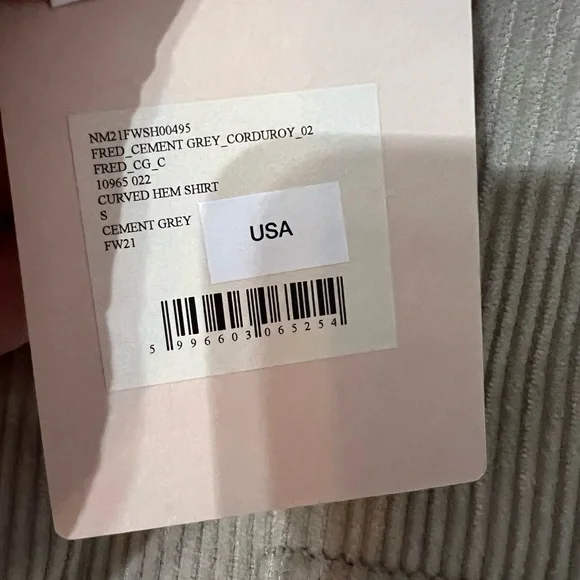 NM21FWSH00495
FRED_CEMENT GREY_CORDUROY_02
FRED_CG_C
10965 022
CURVED HEM SHIRT
S
CEMENT GREY
FW21
USA
5 996603 065254